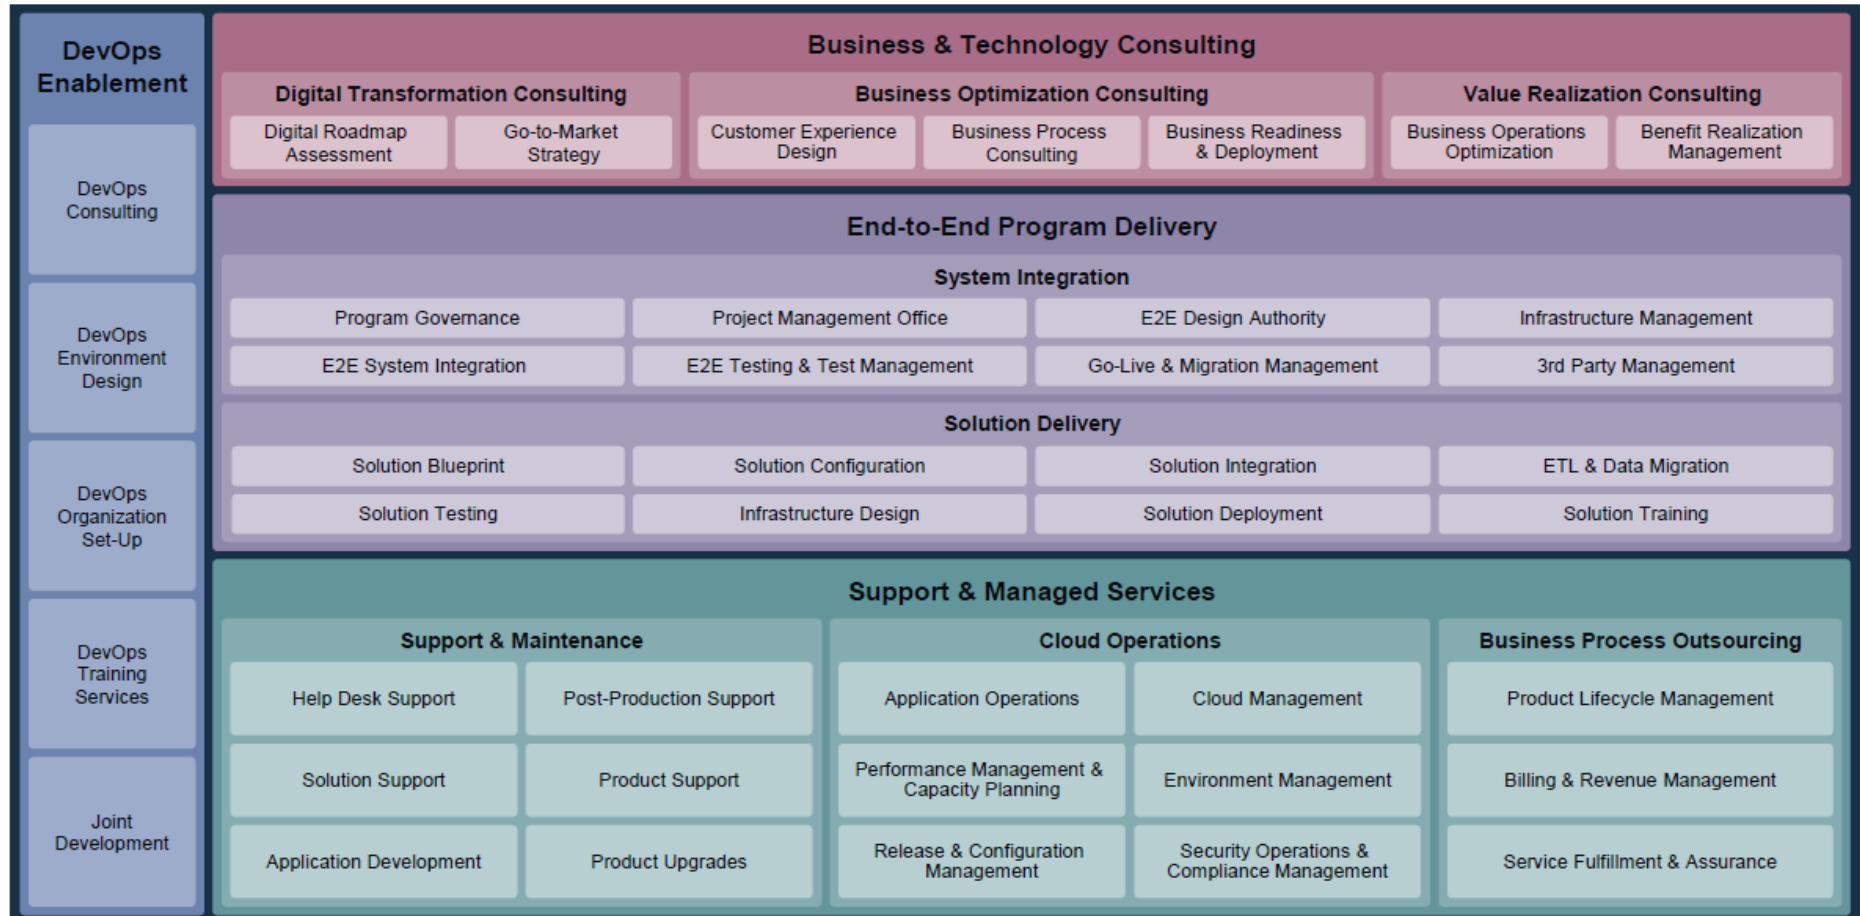 DevOps
Enablement
DevOps
Consulting
DevOps
Environment
Design
DevOps
Organization
Set-Up
DevOps
Training
Services
Joint
Development
Business & Technology Consulting
Digital Transformation Consulting
Digital Roadmap
Assessment
Go-to-Market
Strategy
Business Optimization Consulting
Customer Experience
Design
Business Process
Consulting
Business Readiness
& Deployment
Value Realization Consulting
Business Operations
Optimization
Benefit Realization
Management
End-to-End Program Delivery
System Integration
Program Governance
Project Management Office
E2E Design Authority
Infrastructure Management
E2E System Integration
E2E Testing & Test Management
Go-Live & Migration Management
3rd Party Management
Solution Delivery
Solution Blueprint
Solution Configuration
Solution Integration
ETL & Data Migration
Solution Testing
Infrastructure Design
Solution Deployment
Solution Training
Support & Managed Services
Support & Maintenance
Help Desk Support
Post-Production Support
Solution Support
Product Support
Application Development
Product Upgrades
Cloud Operations
Application Operations
Cloud Management
Performance Management &
Capacity Planning
Environment Management
Release & Configuration
Management
Security Operations &
Compliance Management
Business Process Outsourcing
Product Lifecycle Management
Billing & Revenue Management
Service Fulfillment & Assurance